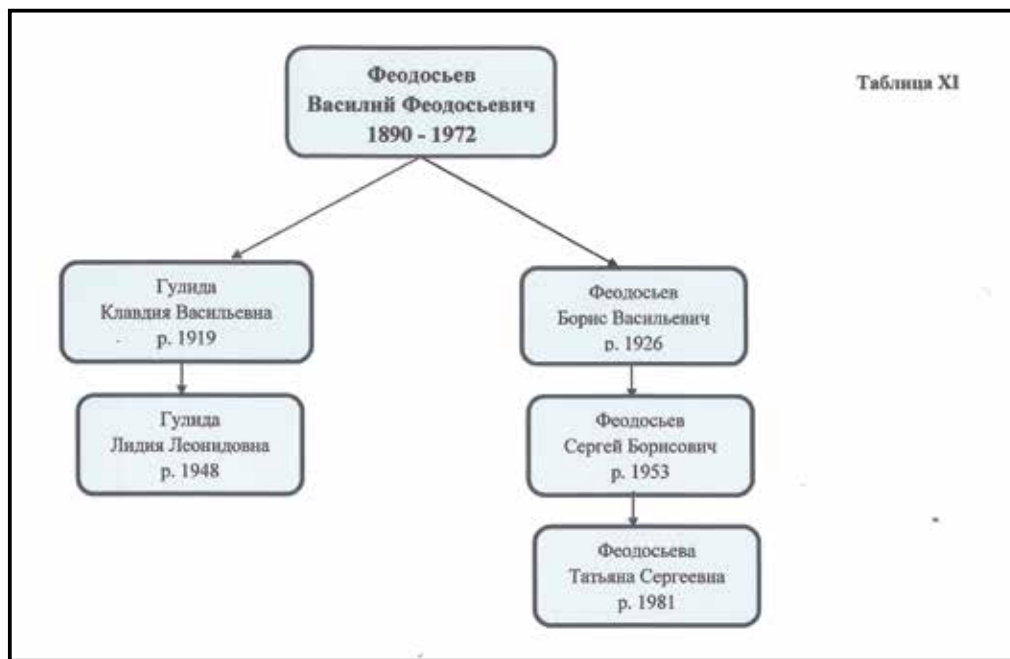 Феодосьев
Василий Феодосьевич
1890 - 1972
Таблица XI
Гулида
Клавдия Васильевна
р. 1919
Феодосьев
Борис Васильевич
р. 1926
Гулида
Лидия Леонидовна
р. 1948
Феодосьев
Сергей Борисович
р. 1953
Феодосьева
Татьяна Сергеевна
р. 1981